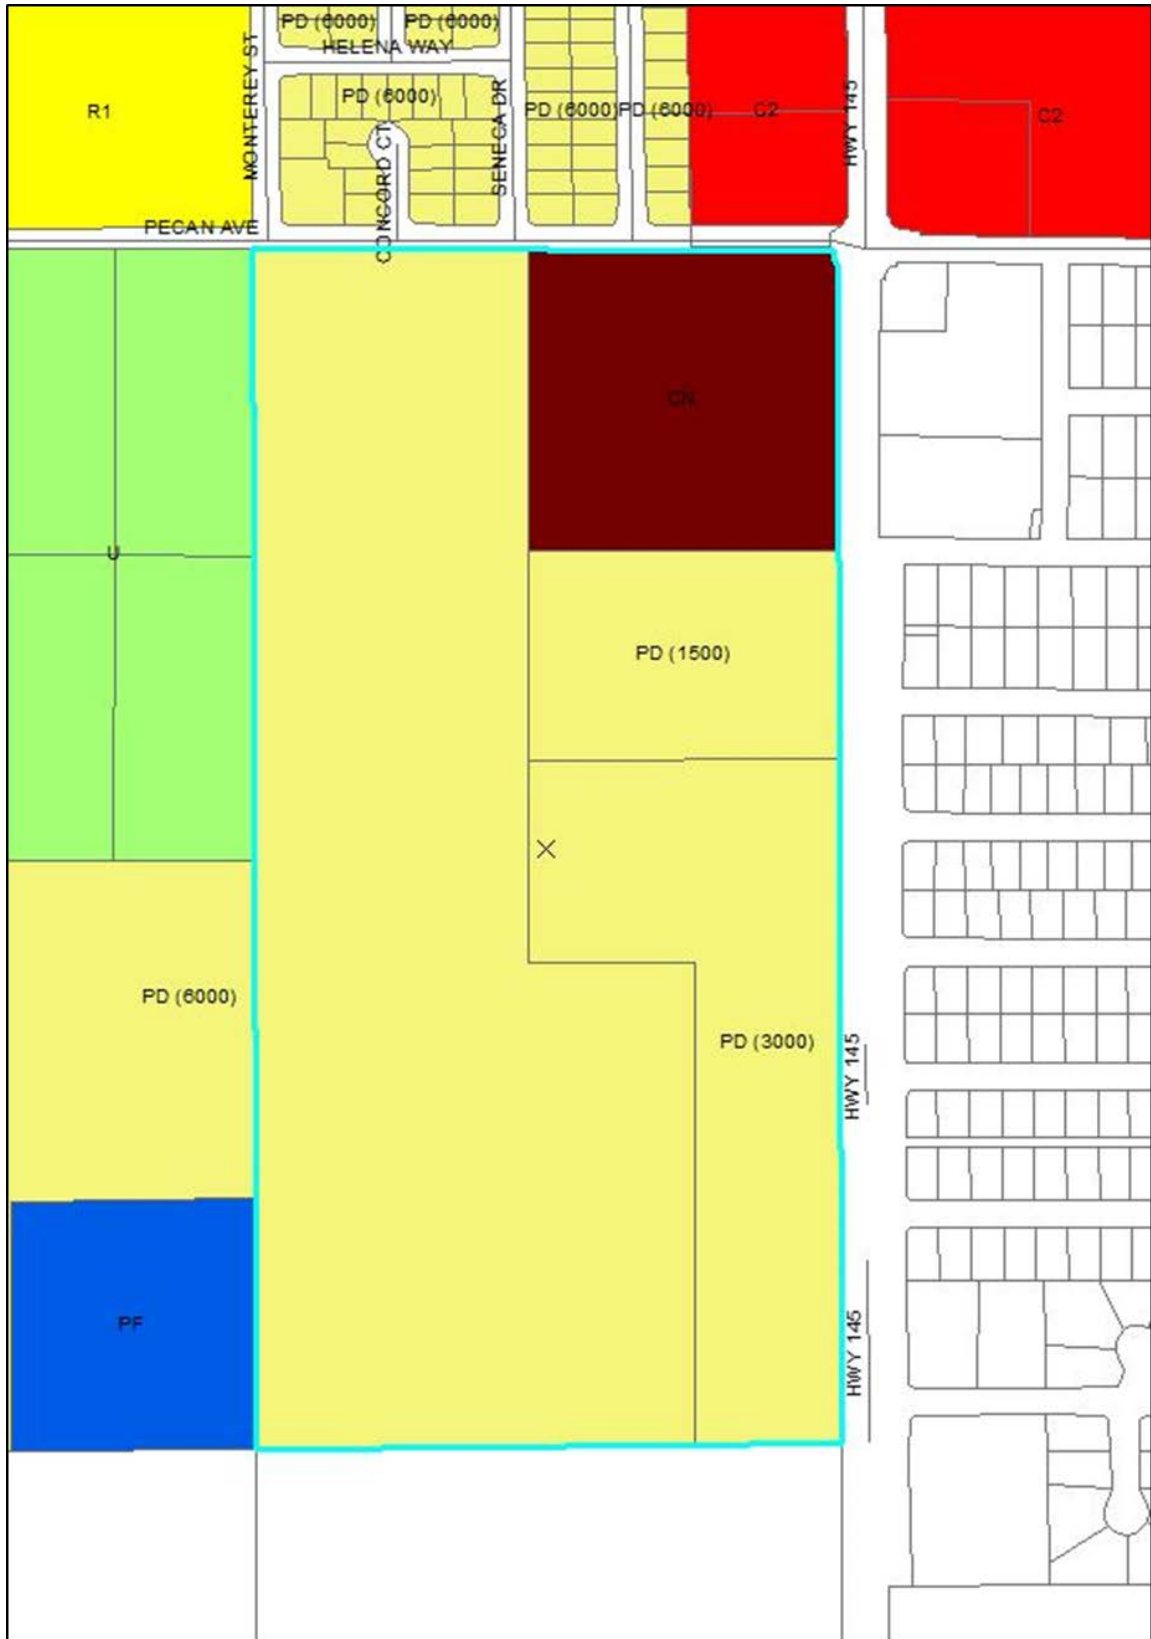 PD (6000)
PD (6000)
HELENA WAY
MONTEREY ST
R1
PD (6000)
CONCORD CT
SENECA DR
PD (6000)
PD (6000)
C2
HWY 145
C2
PECAN AVE
CN
U
PD (1500)
PD (6000)
PD (3000)
HWY 145
PF
HWY 145